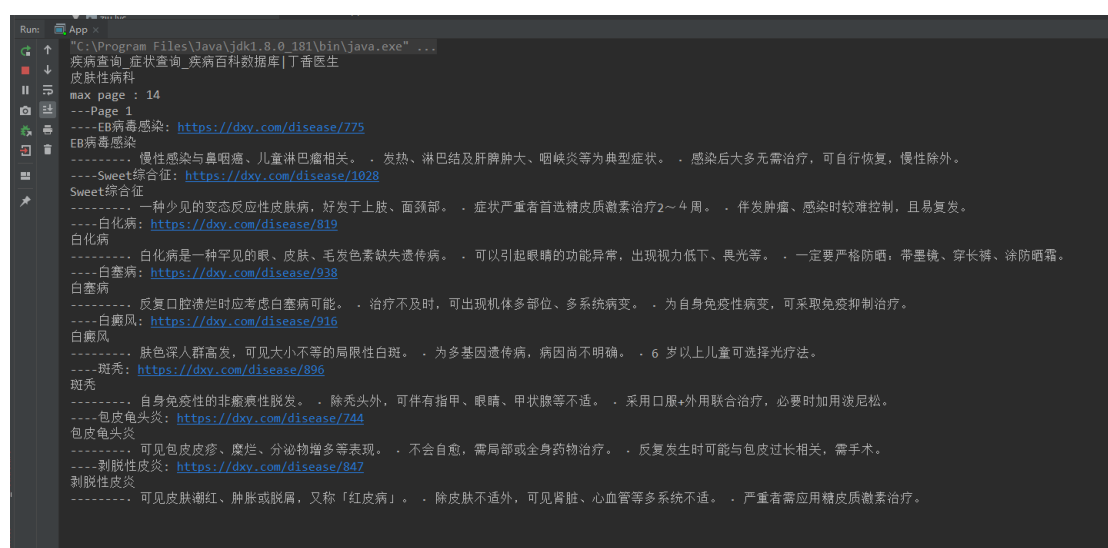 Run: App ×
"C:\Program Files\Java\jdk1.8.0_181\bin\java.exe" ...
疾病查询_症状查询_疾病百科数据库|丁香医生
皮肤性病科
max page : 14
---Page 1
----EB病毒感染: https://dxy.com/disease/775
EB病毒感染
--------· 慢性感染与鼻咽癌、儿童淋巴瘤相关。 · 发热、淋巴结及肝脾肿大、咽峡炎等为典型症状。 · 感染后大多无需治疗，可自行恢复，慢性除外。
----Sweet综合征: https://dxy.com/disease/1028
Sweet综合征
--------· 一种少见的变态反应性皮肤病，好发于上肢、面颈部。 · 症状严重者首选糖皮质激素治疗2～4周。 · 伴发肿瘤、感染时较难控制，且易复发。
----白化病: https://dxy.com/disease/819
白化病
--------· 白化病是一种罕见的眼、皮肤、毛发色素缺失遗传病。 · 可以引起眼睛的功能异常，出现视力低下、畏光等。 · 一定要严格防晒：带墨镜、穿长裤、涂防晒霜。
----白塞病: https://dxy.com/disease/938
白塞病
--------· 反复口腔溃烂时应考虑白塞病可能。 · 治疗不及时，可出现机体多部位、多系统病变。 · 为自身免疫性病变，可采取免疫抑制治疗。
----白癜风: https://dxy.com/disease/916
白癜风
--------· 肤色深人群高发，可见大小不等的局限性白斑。 · 为多基因遗传病，病因尚不明确。 · 6 岁以上儿童可选择光疗法。
----斑秃: https://dxy.com/disease/896
斑秃
--------· 自身免疫性的非瘢痕性脱发。 · 除秃头外，可伴有指甲、眼睛、甲状腺等不适。 · 采用口服+外用联合治疗，必要时加用泼尼松。
----包皮龟头炎: https://dxy.com/disease/744
包皮龟头炎
--------· 可见包皮皮疹、糜烂、分泌物增多等表现。 · 不会自愈，需局部或全身药物治疗。 · 反复发生时可能与包皮过长相关，需手术。
----剥脱性皮炎: https://dxy.com/disease/847
剥脱性皮炎
--------· 可见皮肤潮红、肿胀或脱屑，又称「红皮病」。 · 除皮肤不适外，可见肾脏、心血管等多系统不适。 · 严重者需应用糖皮质激素治疗。